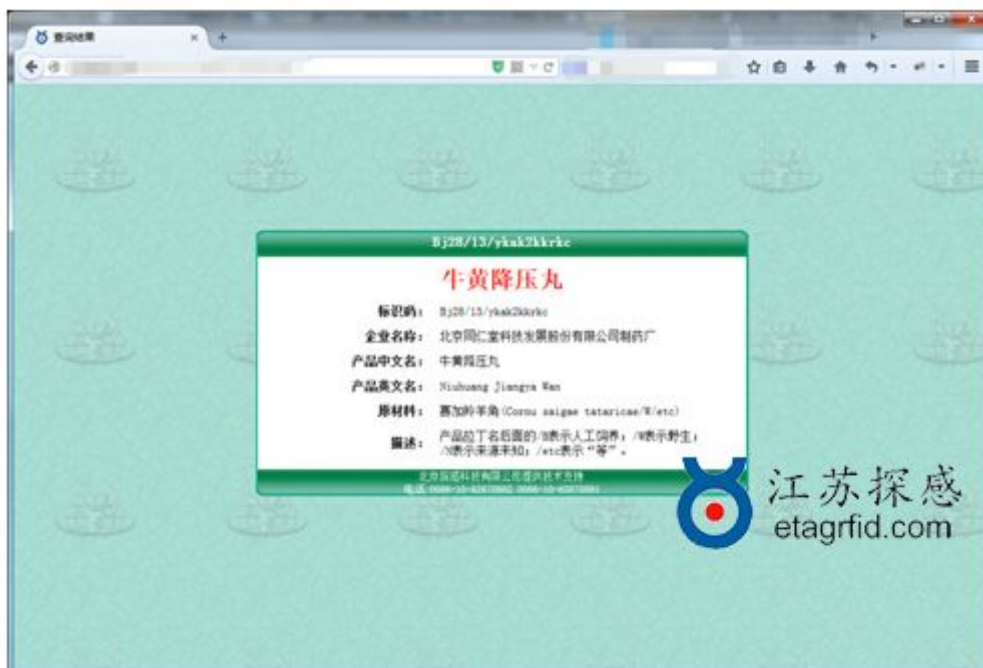 查询结果
Bj28/13/ykak2kkrkc
牛黄降压丸
标识码： Bj28/13/ykak2kkrkc
企业名称： 北京同仁堂科技发展股份有限公司制药厂
产品中文名： 牛黄降压丸
产品英文名： Niuhuang Jiangya Wan
原材料： 赛加羚羊角(Cornu saigae tataricae/W/etc)
描述： 产品拉丁名后面的/B表示人工饲养；/W表示野生；
/N表示来源未知；/etc表示“等”。
江苏探感
etagrfid.com